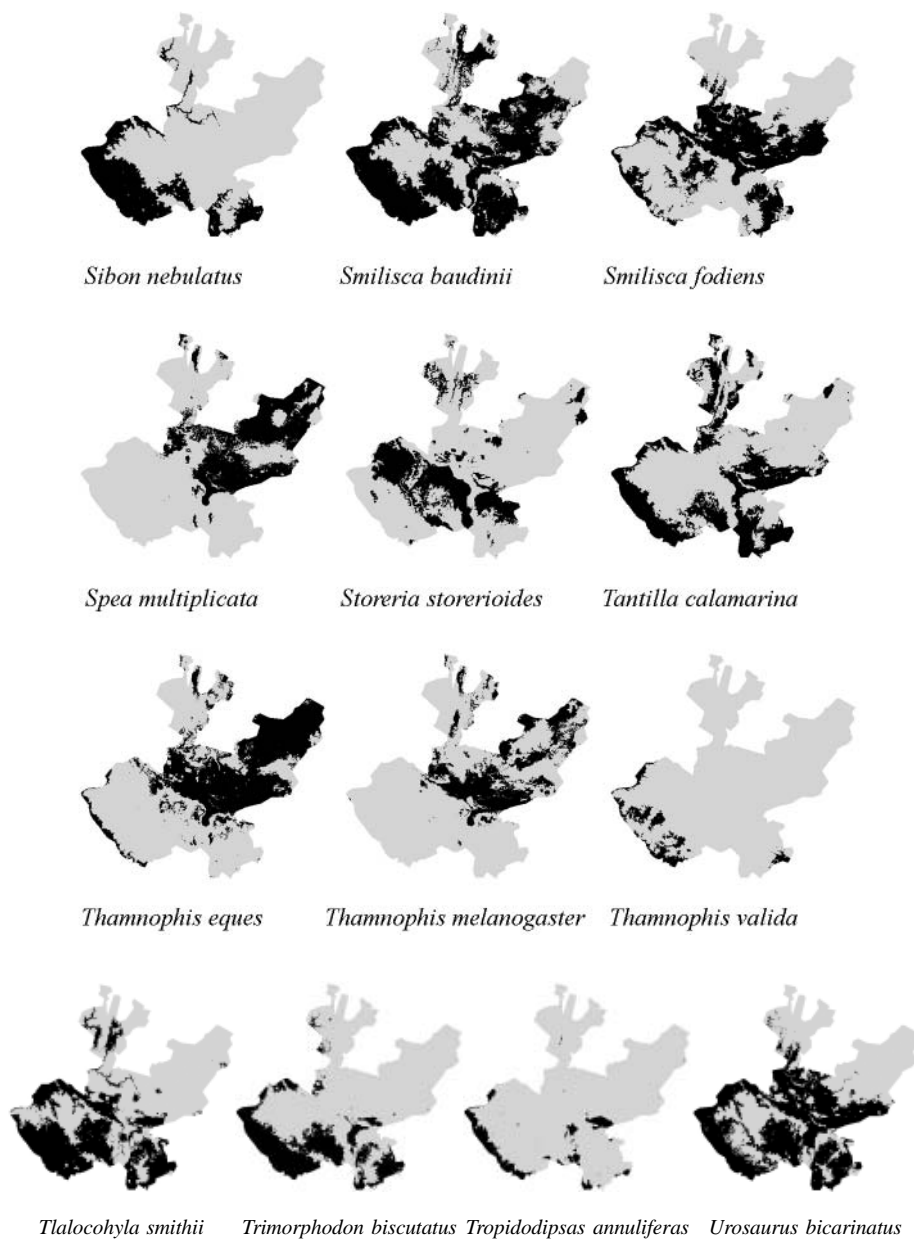 Sibon nebulatus Smilisca baudinii Smilisca fodiens
Spea multiplicata Storeria storerioides Tantilla calamarina
Thamnophis eques Thamnophis melanogaster Thamnophis valida
Tlalocohyla smithii Trimorphodon biscutatus Tropidodipsas annuliferas Urosaurus bicarinatus